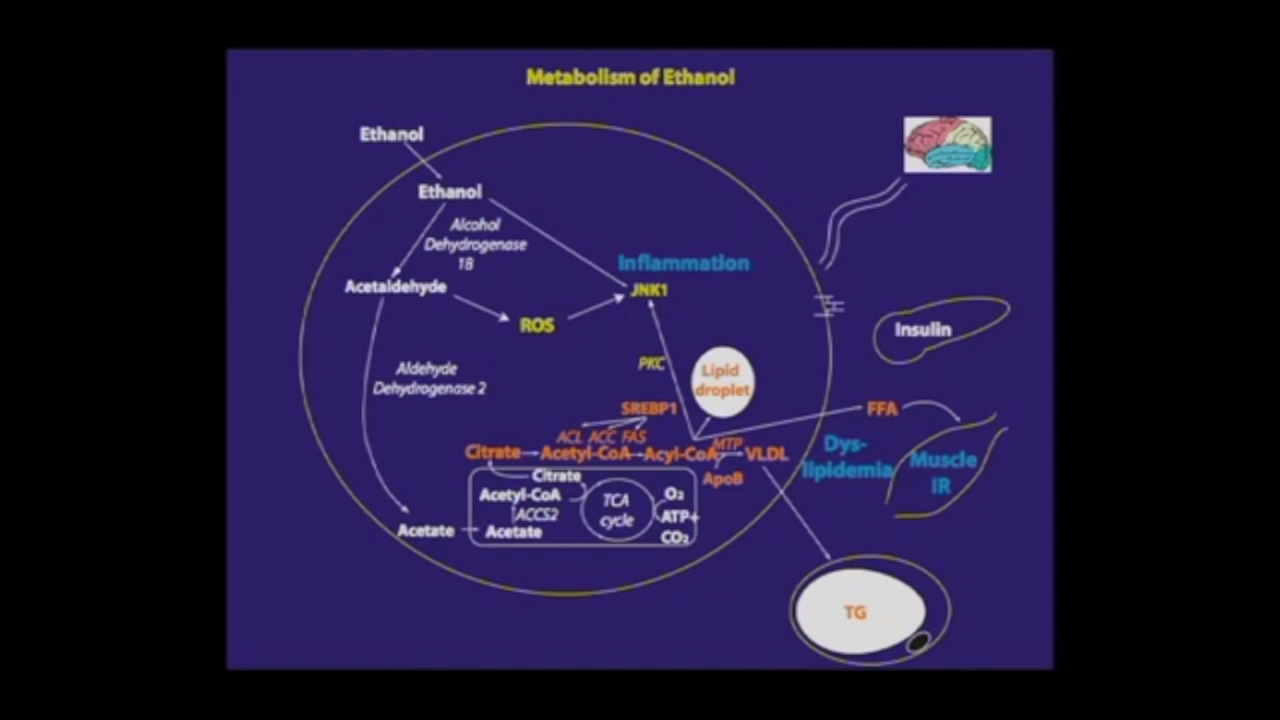 Metabolism of Ethanol
Ethanol
Ethanol
Alcohol
Dehydrogenase
1B
Inflammation
Acetaldehyde
JNK1
ROS
Insulin
PKC
Aldehyde
Dehydrogenase 2
Lipid
droplet
SREBP1
FFA
ACL ACC FAS
MTP
Citrate Acetyl-CoA Acyl-CoA VLDL
Dys-
lipidemia
Muscle
IR
ApoB
Citrate
Acetyl-CoA
TCA
cycle
O2
ACCS2
ATP+
Acetate
Acetate
CO2
TG